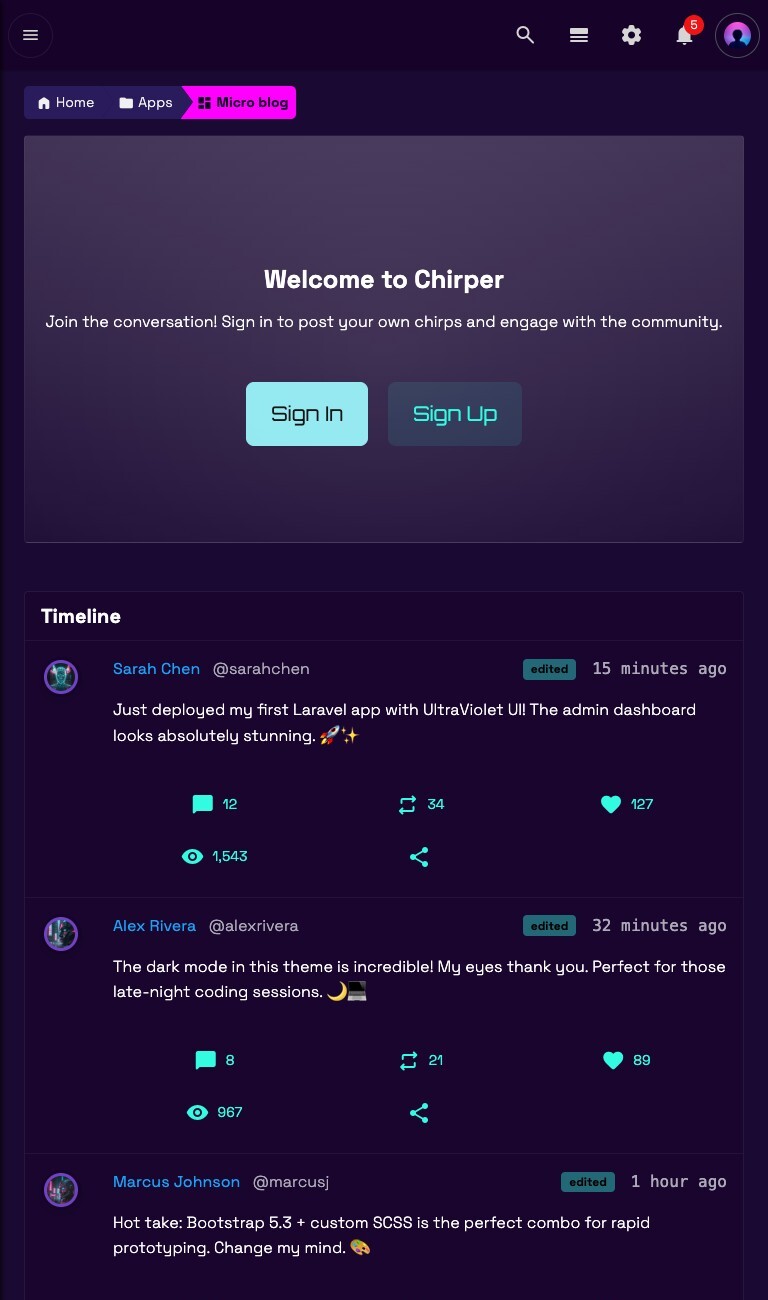 5
Home Apps Micro blog
Welcome to Chirper
Join the conversation! Sign in to post your own chirps and engage with the community.
Sign In Sign Up
Timeline
Sarah Chen @sarahchen edited 15 minutes ago
Just deployed my first Laravel app with UltraViolet UI! The admin dashboard
looks absolutely stunning. 🚀✨
12 34 127
1,543
Alex Rivera @alexrivera edited 32 minutes ago
The dark mode in this theme is incredible! My eyes thank you. Perfect for those
late-night coding sessions. 🌙💻
8 21 89
967
Marcus Johnson @marcusj edited 1 hour ago
Hot take: Bootstrap 5.3 + custom SCSS is the perfect combo for rapid
prototyping. Change my mind. 🎨